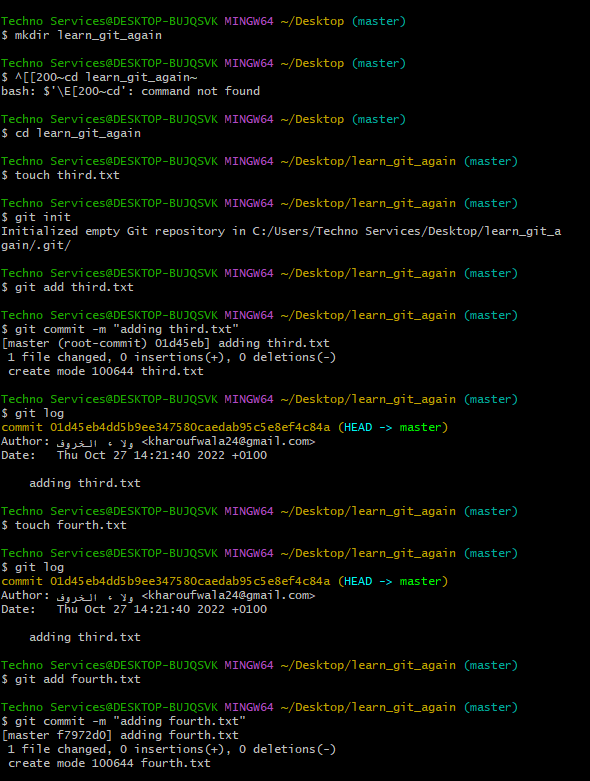 Techno Services@DESKTOP-BUJQSVK MINGW64 ~/Desktop (master)
$ mkdir learn_git_again
Techno Services@DESKTOP-BUJQSVK MINGW64 ~/Desktop (master)
$ ^[[200~cd learn_git_again~
bash: $'\E[200~cd': command not found
Techno Services@DESKTOP-BUJQSVK MINGW64 ~/Desktop (master)
$ cd learn_git_again
Techno Services@DESKTOP-BUJQSVK MINGW64 ~/Desktop/learn_git_again (master)
$ touch third.txt
Techno Services@DESKTOP-BUJQSVK MINGW64 ~/Desktop/learn_git_again (master)
$ git init
Initialized empty Git repository in C:/Users/Techno Services/Desktop/learn_git_a
gain/.git/
Techno Services@DESKTOP-BUJQSVK MINGW64 ~/Desktop/learn_git_again (master)
$ git add third.txt
Techno Services@DESKTOP-BUJQSVK MINGW64 ~/Desktop/learn_git_again (master)
$ git commit -m "adding third.txt"
[master (root-commit) 01d45eb] adding third.txt
 1 file changed, 0 insertions(+), 0 deletions(-)
 create mode 100644 third.txt
Techno Services@DESKTOP-BUJQSVK MINGW64 ~/Desktop/learn_git_again (master)
$ git log
commit 01d45eb4dd5b9ee347580caedab95c5e8ef4c84a (HEAD -> master)
Author: ولاء الخروف <kharoufwala24@gmail.com>
Date:   Thu Oct 27 14:21:40 2022 +0100
    adding third.txt
Techno Services@DESKTOP-BUJQSVK MINGW64 ~/Desktop/learn_git_again (master)
$ touch fourth.txt
Techno Services@DESKTOP-BUJQSVK MINGW64 ~/Desktop/learn_git_again (master)
$ git log
commit 01d45eb4dd5b9ee347580caedab95c5e8ef4c84a (HEAD -> master)
Author: ولاء الخروف <kharoufwala24@gmail.com>
Date:   Thu Oct 27 14:21:40 2022 +0100
    adding third.txt
Techno Services@DESKTOP-BUJQSVK MINGW64 ~/Desktop/learn_git_again (master)
$ git add fourth.txt
Techno Services@DESKTOP-BUJQSVK MINGW64 ~/Desktop/learn_git_again (master)
$ git commit -m "adding fourth.txt"
[master f7972d0] adding fourth.txt
 1 file changed, 0 insertions(+), 0 deletions(-)
 create mode 100644 fourth.txt